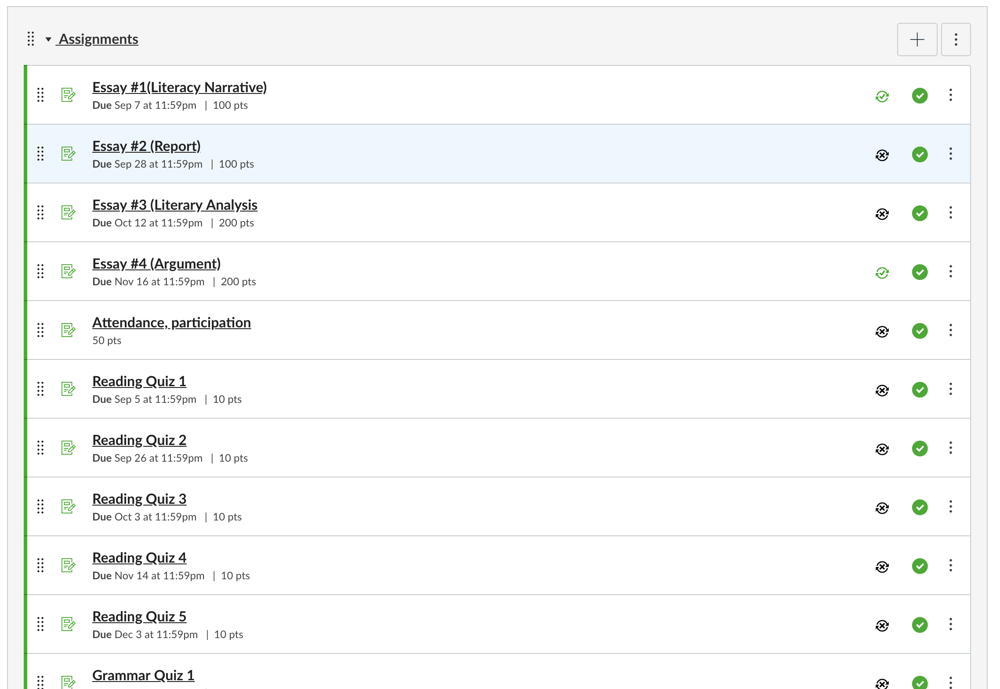 Assignments
Essay #1(Literacy Narrative)
Due Sep 7 at 11:59pm | 100 pts
Essay #2 (Report)
Due Sep 28 at 11:59pm | 100 pts
Essay #3 (Literary Analysis
Due Oct 12 at 11:59pm | 200 pts
Essay #4 (Argument)
Due Nov 16 at 11:59pm | 200 pts
Attendance, participation
50 pts
Reading Quiz 1
Due Sep 5 at 11:59pm | 10 pts
Reading Quiz 2
Due Sep 26 at 11:59pm | 10 pts
Reading Quiz 3
Due Oct 3 at 11:59pm | 10 pts
Reading Quiz 4
Due Nov 14 at 11:59pm | 10 pts
Reading Quiz 5
Due Dec 3 at 11:59pm | 10 pts
Grammar Quiz 1